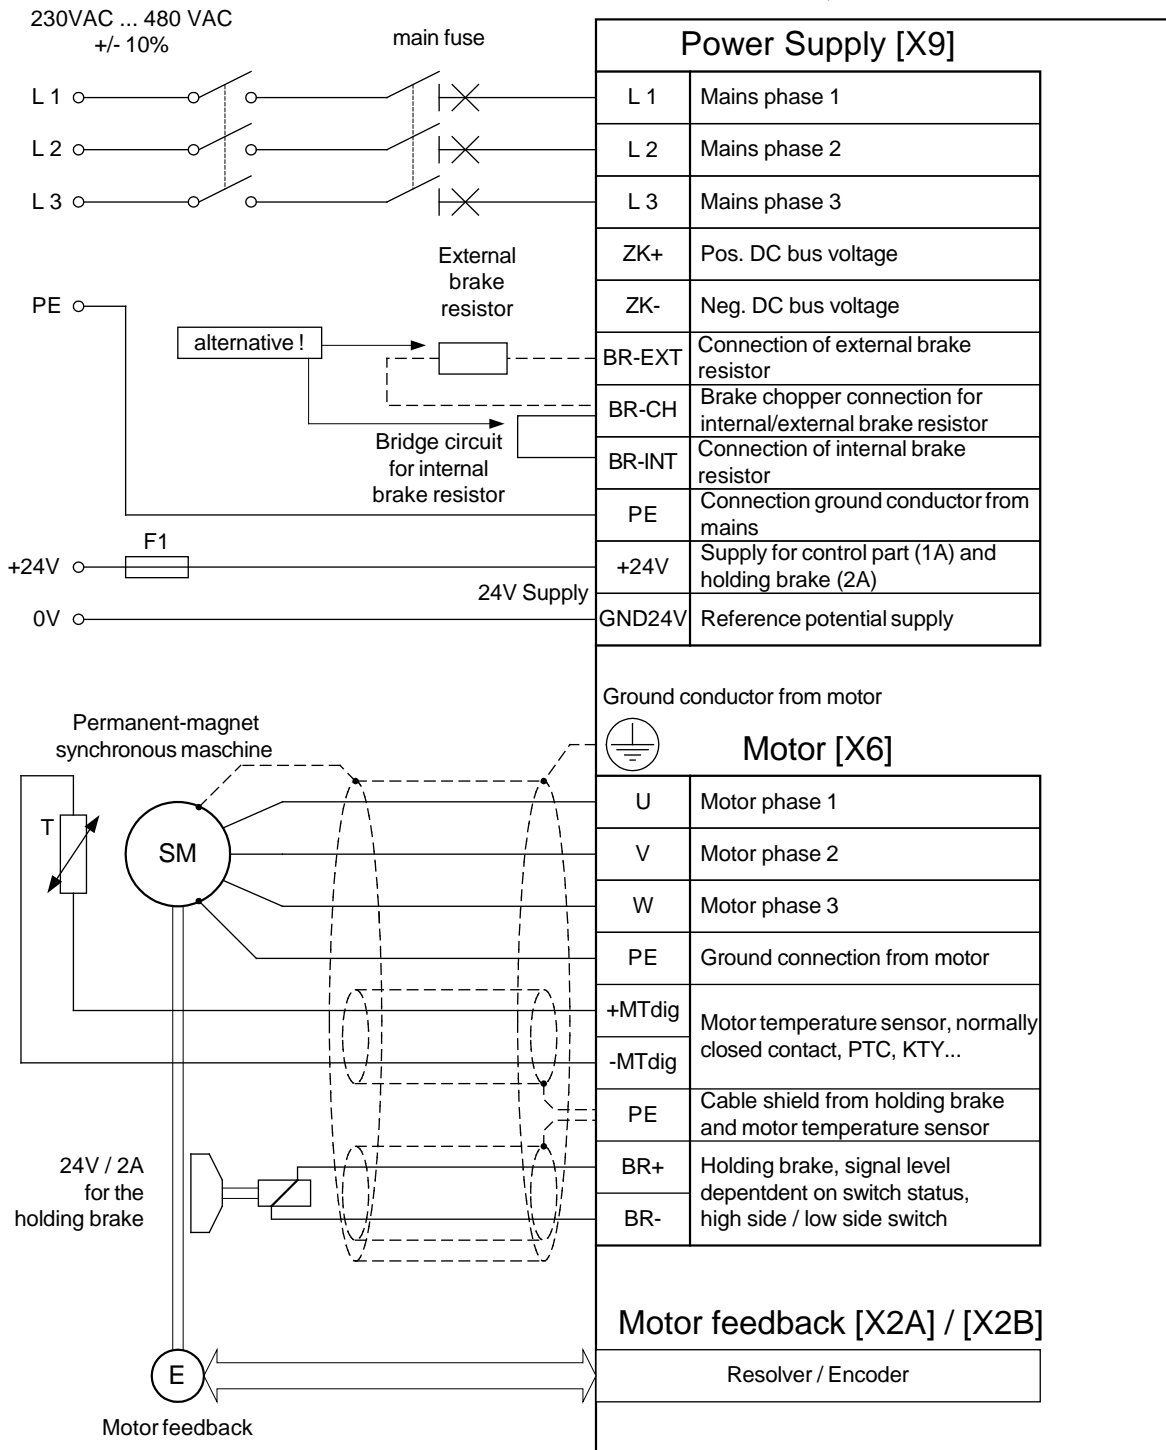 230VAC ... 480 VAC
+/- 10%
main fuse
Power Supply [X9]
L 1
L 1
Mains phase 1
L 2
L 2
Mains phase 2
L 3
L 3
Mains phase 3
ZK+
Pos. DC bus voltage
External
brake
resistor
PE
ZK-
Neg. DC bus voltage
alternative !
BR-EXT
Connection of external brake
resistor
BR-CH
Brake chopper connection for
internal/external brake resistor
Bridge circuit
for internal
brake resistor
BR-INT
Connection of internal brake
resistor
PE
Connection ground conductor from
mains
F1
+24V
+24V
Supply for control part (1A) and
holding brake (2A)
24V Supply
0V
GND24V
Reference potential supply
Ground conductor from motor
Permanent-magnet
synchronous maschine
Motor [X6]
U
Motor phase 1
T
SM
V
Motor phase 2
W
Motor phase 3
PE
Ground connection from motor
+MTdig
-MTdig
Motor temperature sensor, normally
closed contact, PTC, KTY...
PE
Cable shield from holding brake
and motor temperature sensor
24V / 2A
for the
holding brake
BR+
BR-
Holding brake, signal level
depentdent on switch status,
high side / low side switch
Motor feedback [X2A] / [X2B]
E
Resolver / Encoder
Motor feedback